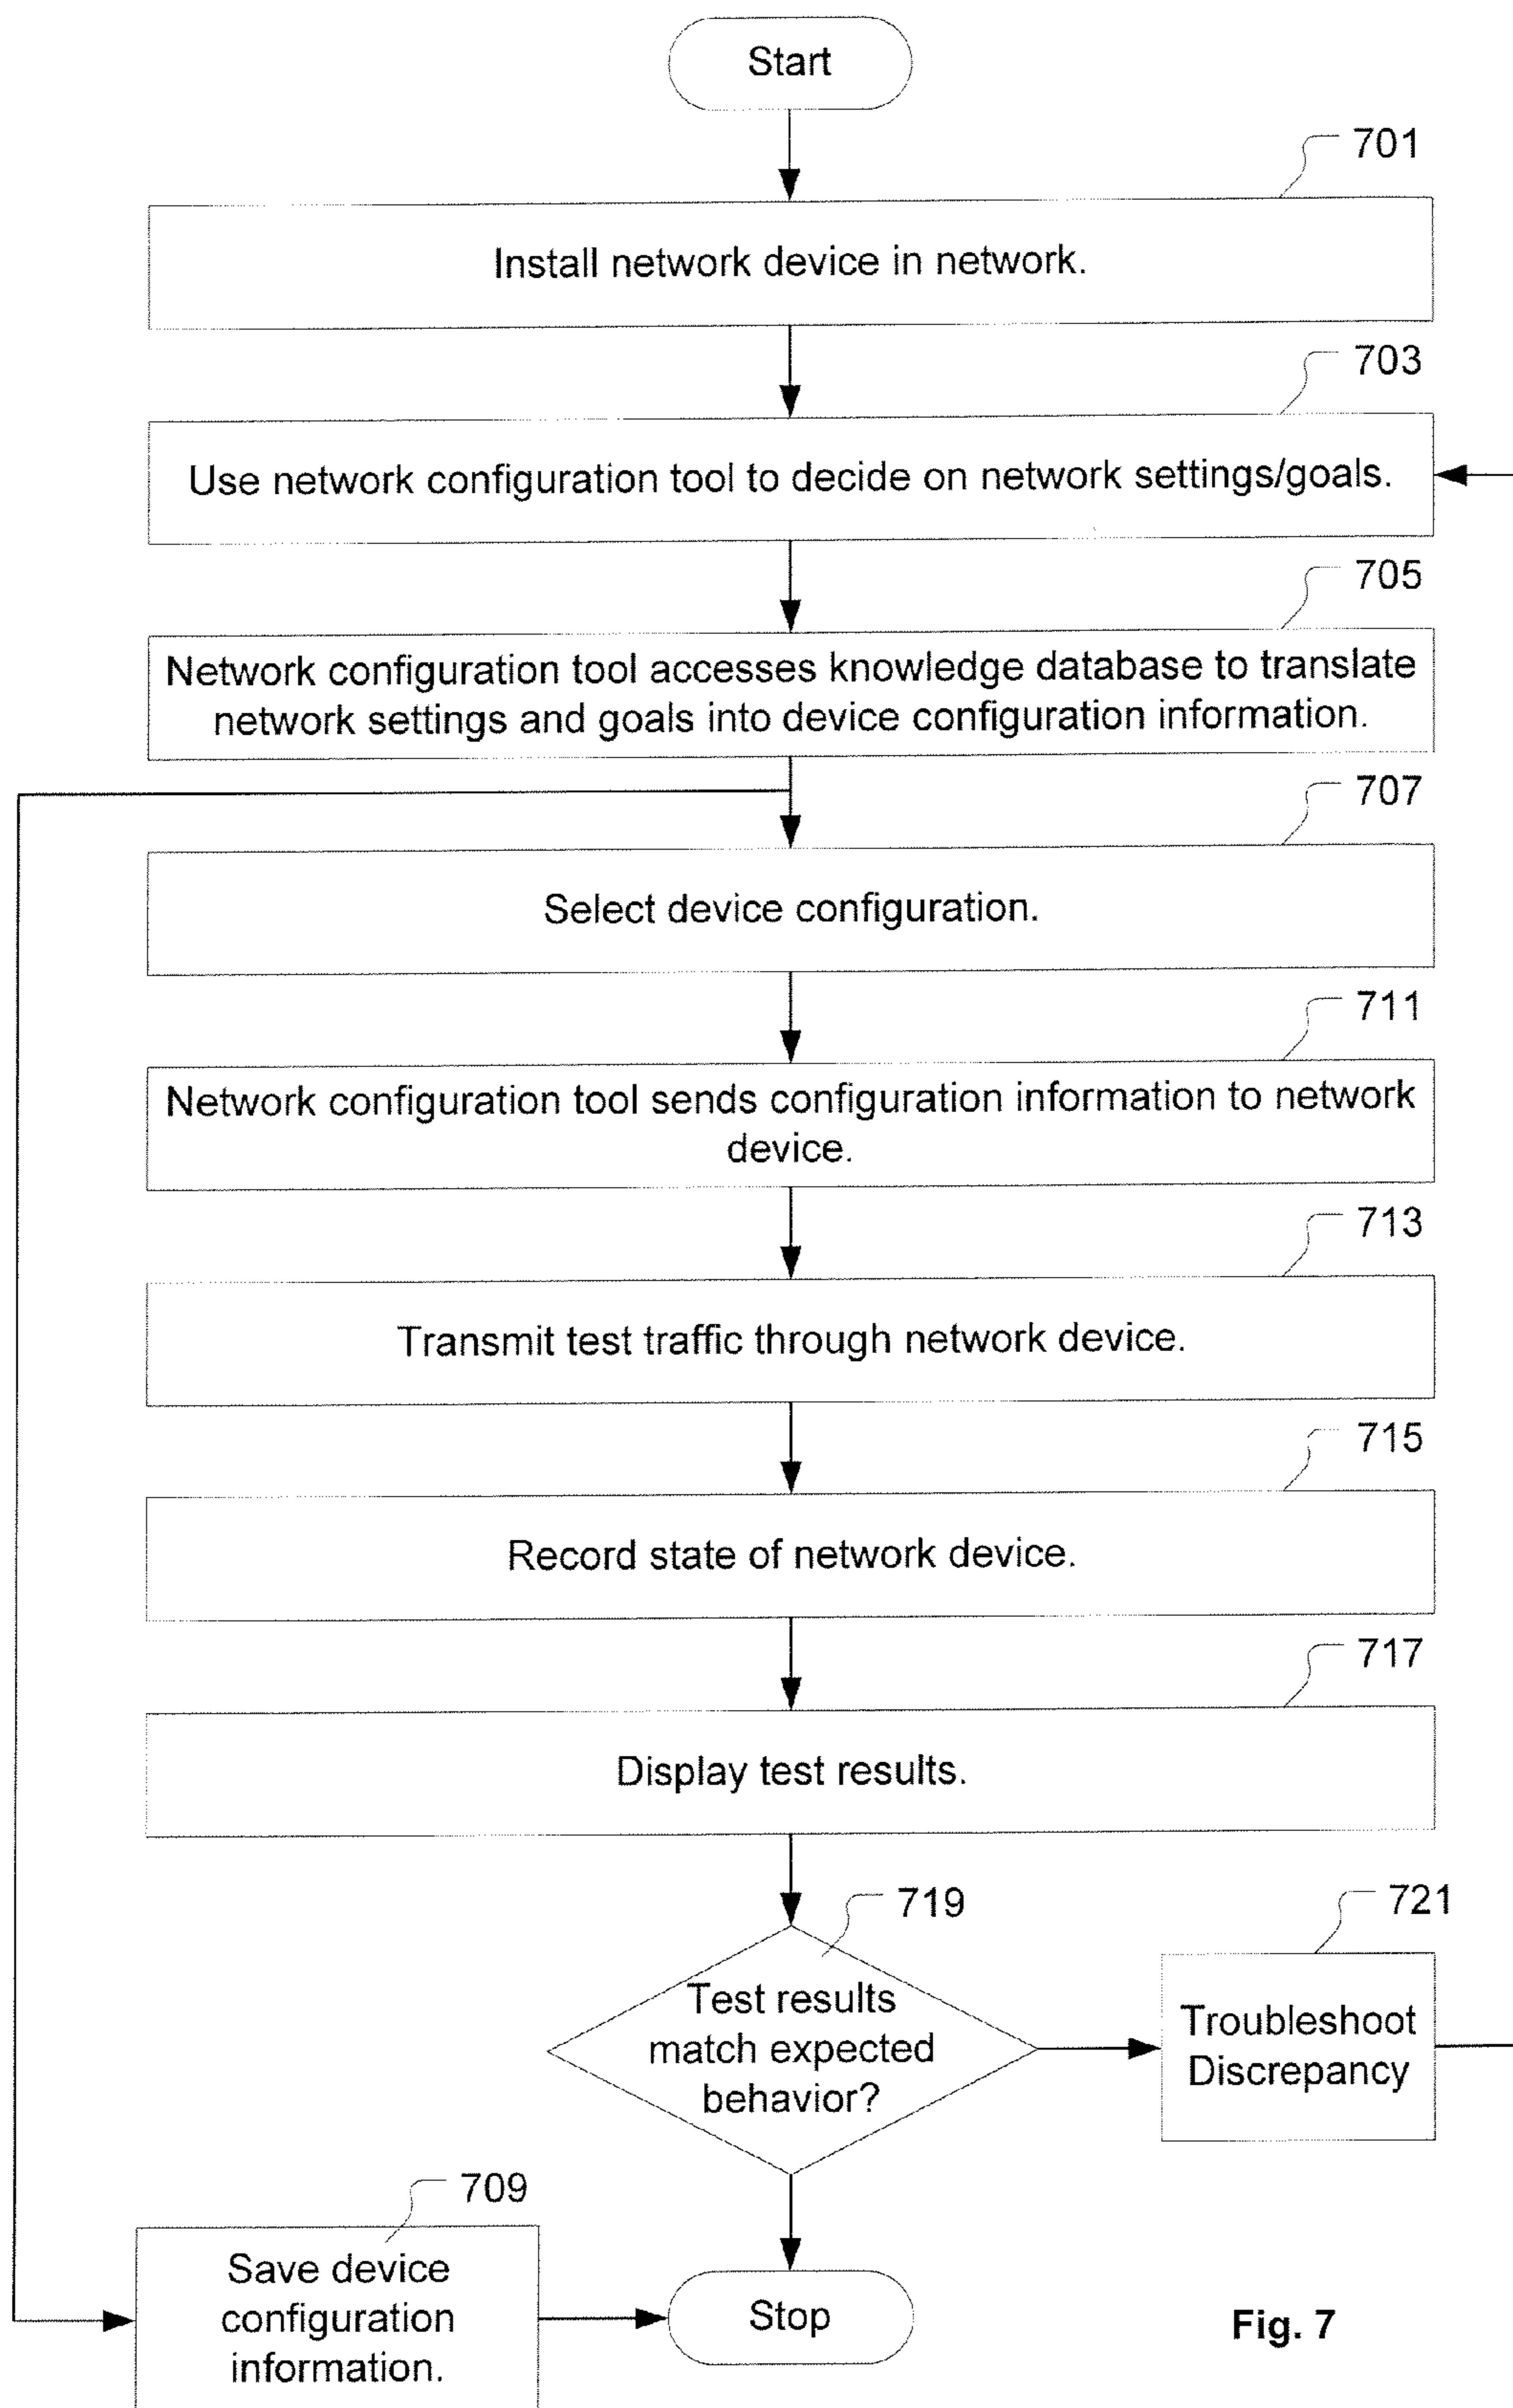 Start
701
Install network device in network.
703
Use network configuration tool to decide on network settings/goals.
705
Network configuration tool accesses knowledge database to translate
network settings and goals into device configuration information.
707
Select device configuration.
711
Network configuration tool sends configuration information to network
device.
713
Transmit test traffic through network device.
715
Record state of network device.
717
Display test results.
719
Test results
match expected
behavior?
721
Troubleshoot
Discrepancy
709
Save device
configuration
information.
Stop
Fig. 7